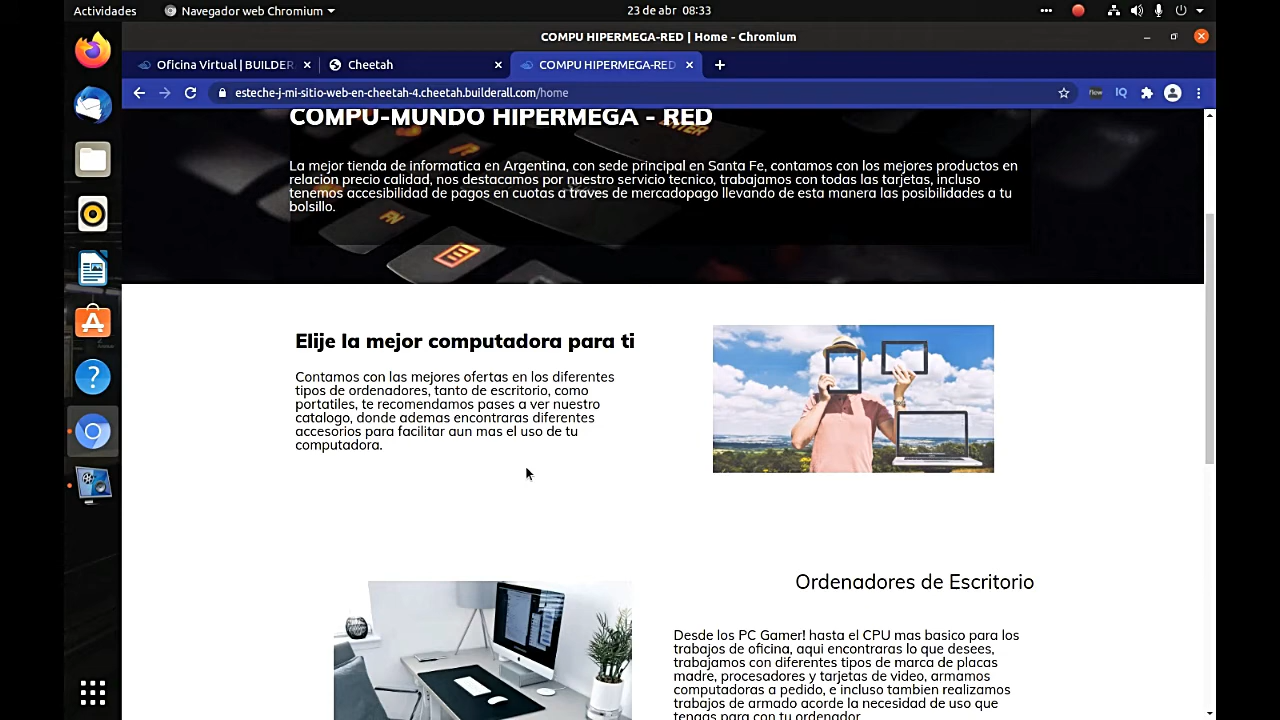 Actividades
Navegador web Chromium
23 de abr 08:33
COMPU HIPERMEGA-RED | Home - Chromium
Oficina Virtual | BUILDER
Cheetah
COMPU HIPERMEGA-RED
esteche-j-mi-sitio-web-en-cheetah-4.cheetah.builderall.com/home
IQ
COMPU-MUNDO HIPERMEGA - RED
La mejor tienda de informatica en Argentina, con sede principal en Santa Fe, contamos con los mejores productos en
relacion precio calidad, nos destacamos por nuestro servicio tecnico, trabajamos con todas las tarjetas, incluso
tenemos accesibilidad de pagos en cuotas a traves de mercadopago llevando de esta manera las posibilidades a tu
bolsillo.
Elije la mejor computadora para ti
Contamos con las mejores ofertas en los diferentes
tipos de ordenadores, tanto de escritorio, como
portatiles, te recomendamos pases a ver nuestro
catalogo, donde ademas encontraras diferentes
accesorios para facilitar aun mas el uso de tu
computadora.
Ordenadores de Escritorio
Desde los PC Gamer! hasta el CPU mas basico para los
trabajos de oficina, aqui encontraras lo que desees,
trabajamos con diferentes tipos de marca de placas
madre, procesadores y tarjetas de video, armamos
computadoras a pedido, e incluso tambien realizamos
trabajos de armado acorde la necesidad de uso que
tengas para con tu ordenador